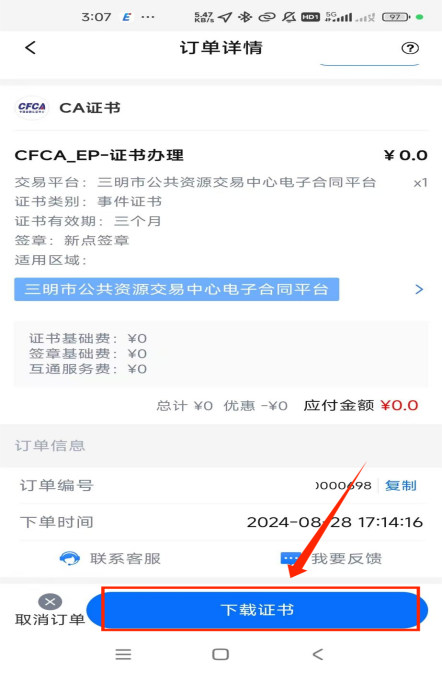 3:07 E ··· 5.47 KB/s HD1 5G 97
订单详情
CFCA CA证书
CFCA_EP-证书办理 ¥0.0
交易平台：三明市公共资源交易中心电子合同平台 x1
证书类别：事件证书
证书有效期：三个月
签章：新点签章
适用区域：
三明市公共资源交易中心电子合同平台
证书基础费：¥0
签章基础费：¥0
互通服务费：¥0
总计 ¥0 优惠 -¥0 应付金额 ¥0.0
订单信息
订单编号 0000698 复制
下单时间 2024-08-28 17:14:16
联系客服 我要反馈
取消订单 下载证书